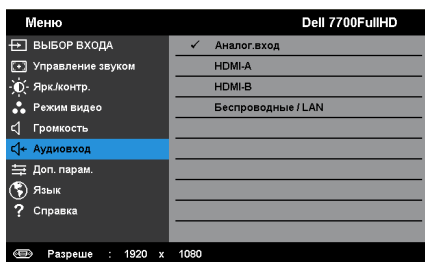 Меню
Dell 7700FullHD
ВЫБОР ВХОДА
Управление звуком
Ярк./контр.
Режим видео
Громкость
Аудиовход
Доп. парам.
Язык
Справка
Аналог.вход
HDMI-A
HDMI-B
Беспроводные / LAN
Разреше : 1920 x 1080